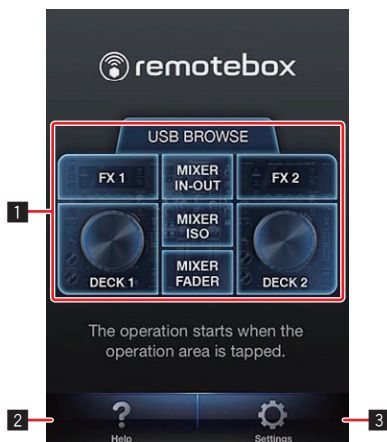 remotebox
USB BROWSE
FX 1
MIXER
IN-OUT
FX 2
1
MIXER
ISO
DECK 1
MIXER
FADER
DECK 2
The operation starts when the
operation area is tapped.
2
?
3
Help
Settings